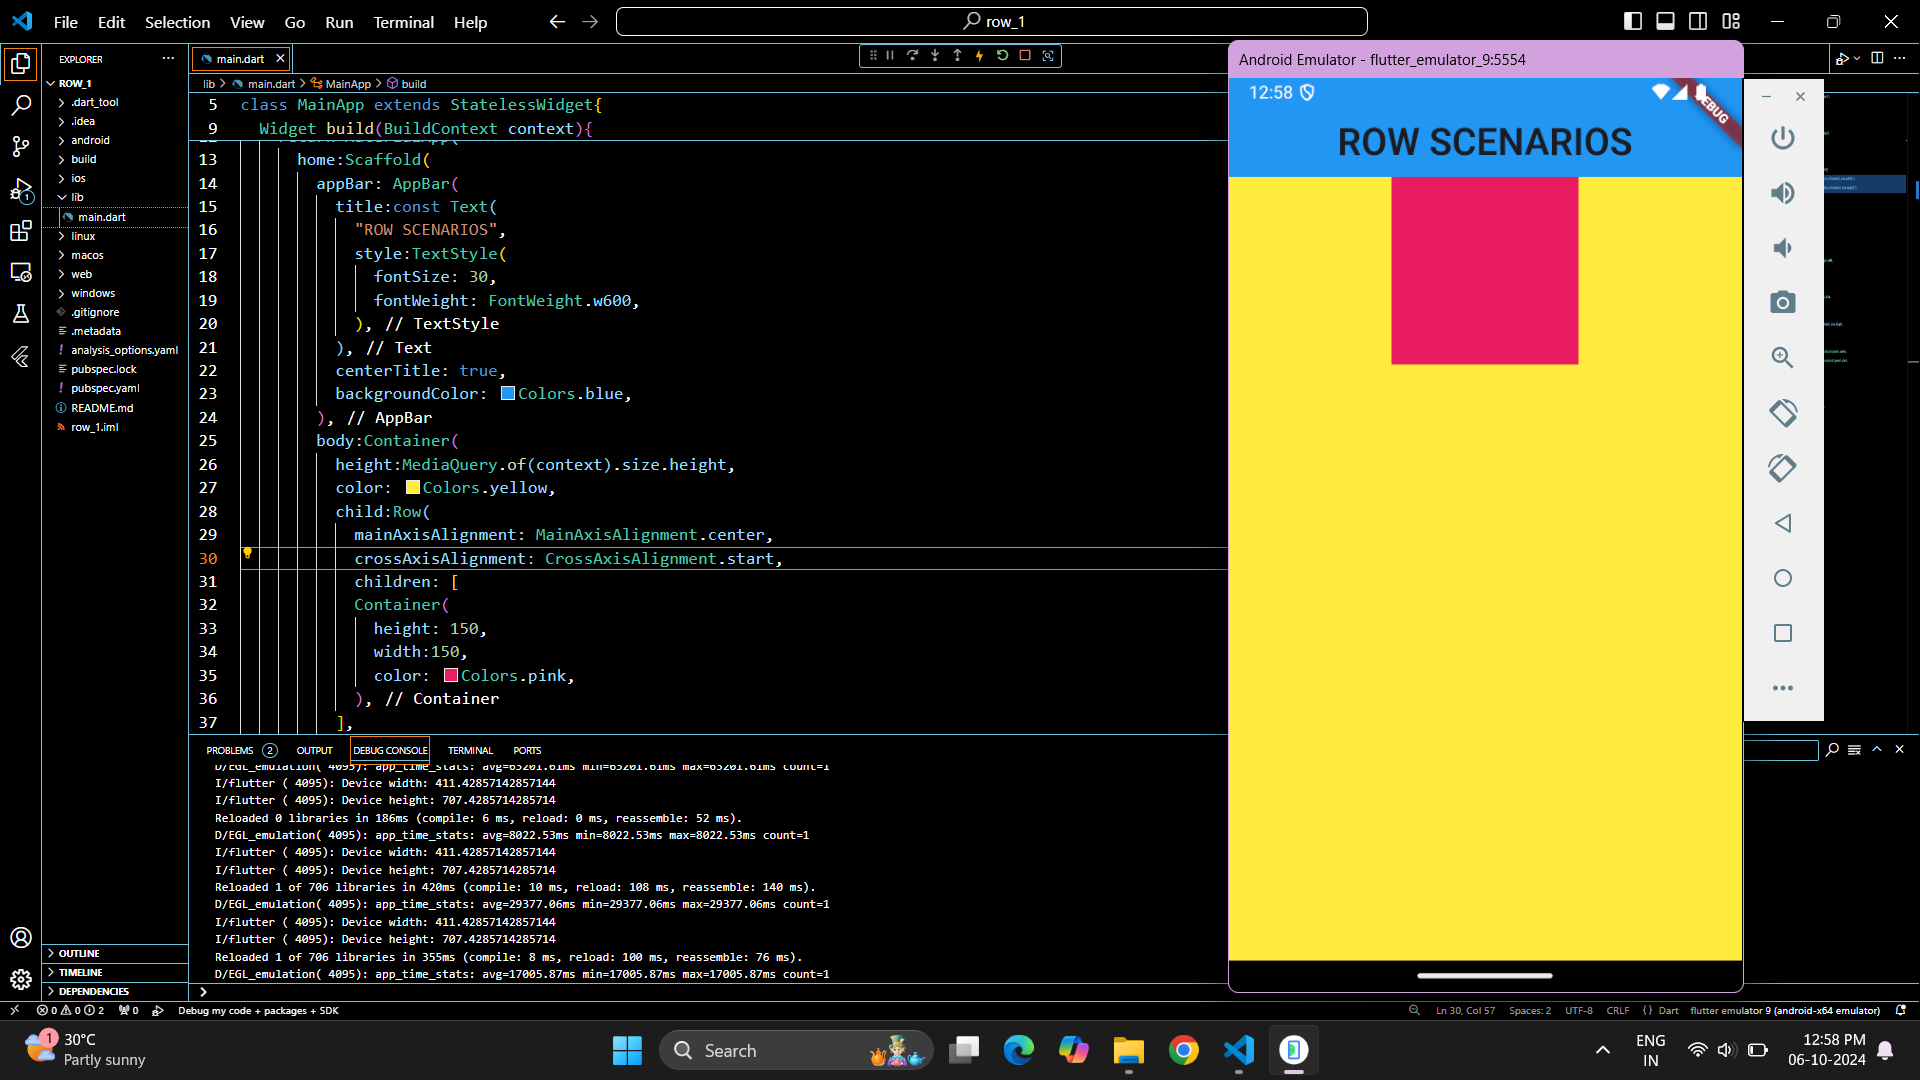 File Edit Selection View Go Run Terminal Help
row_1
EXPLORER
ROW_1
.dart_tool
.idea
android
build
ios
lib
main.dart
linux
macos
web
windows
.gitignore
.metadata
analysis_options.yaml
pubspec.lock
pubspec.yaml
README.md
row_1.iml
OUTLINE
TIMELINE
DEPENDENCIES
main.dart
lib > main.dart > MainApp > build
5 class MainApp extends StatelessWidget{
9 Widget build(BuildContext context){
13 home:Scaffold(
14 appBar: AppBar(
15 title:const Text(
16 "ROW SCENARIOS",
17 style:TextStyle(
18 fontSize: 30,
19 fontWeight: FontWeight.w600,
20 ), // TextStyle
21 ), // Text
22 centerTitle: true,
23 backgroundColor: Colors.blue,
24 ), // AppBar
25 body:Container(
26 height:MediaQuery.of(context).size.height,
27 color: Colors.yellow,
28 child:Row(
29 mainAxisAlignment: MainAxisAlignment.center,
30 crossAxisAlignment: CrossAxisAlignment.start,
31 children: [
32 Container(
33 height: 150,
34 width:150,
35 color: Colors.pink,
36 ), // Container
37 ],
PROBLEMS 2 OUTPUT DEBUG CONSOLE TERMINAL PORTS
D/EGL_emulation( 4095): app_time_stats: avg=65201.61ms min=65201.61ms max=65201.61ms count=1
I/flutter ( 4095): Device width: 411.42857142857144
I/flutter ( 4095): Device height: 707.4285714285714
Reloaded 0 libraries in 186ms (compile: 6 ms, reload: 0 ms, reassemble: 52 ms).
D/EGL_emulation( 4095): app_time_stats: avg=8022.53ms min=8022.53ms max=8022.53ms count=1
I/flutter ( 4095): Device width: 411.42857142857144
I/flutter ( 4095): Device height: 707.4285714285714
Reloaded 1 of 706 libraries in 420ms (compile: 10 ms, reload: 108 ms, reassemble: 140 ms).
D/EGL_emulation( 4095): app_time_stats: avg=29377.06ms min=29377.06ms max=29377.06ms count=1
I/flutter ( 4095): Device width: 411.42857142857144
I/flutter ( 4095): Device height: 707.4285714285714
Reloaded 1 of 706 libraries in 355ms (compile: 8 ms, reload: 100 ms, reassemble: 76 ms).
D/EGL_emulation( 4095): app_time_stats: avg=17005.87ms min=17005.87ms max=17005.87ms count=1
Android Emulator - flutter_emulator_9:5554
12:58
DEBUG
ROW SCENARIOS
1
0 0 2 0 Debug my code + packages + SDK
Ln 30, Col 57 Spaces: 2 UTF-8 CRLF { } Dart flutter emulator 9 (android-x64 emulator)
1
30°C
Partly sunny
Search
ENG
IN
12:58 PM
06-10-2024